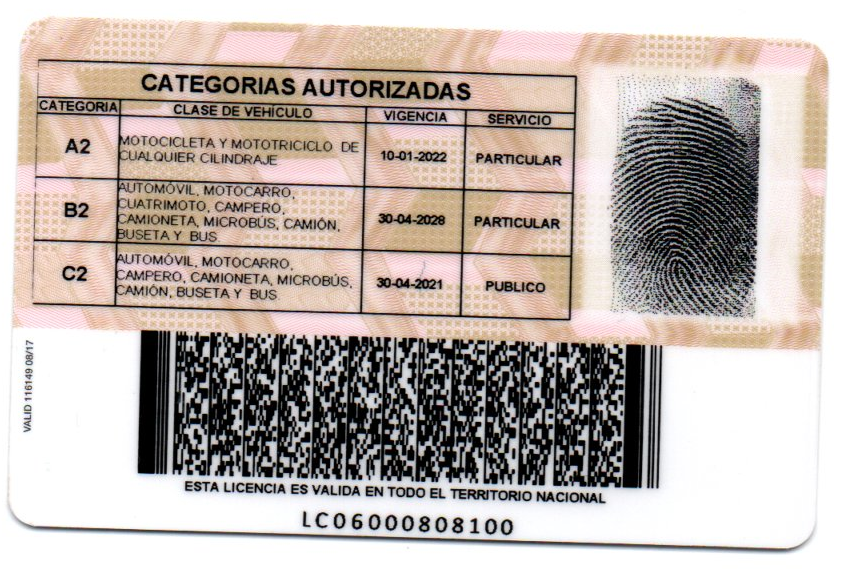 CATEGORIAS AUTORIZADAS
CATEGORIA CLASE DE VEHÍCULO VIGENCIA SERVICIO
A2 MOTOCICLETA Y MOTOTRICICLO DE CUALQUIER CILINDRAJE 10-01-2022 PARTICULAR
B2 AUTOMÓVIL, MOTOCARRO, CUATRIMOTO, CAMPERO, CAMIONETA, MICROBÚS, CAMIÓN, BUSETA Y BUS 30-04-2028 PARTICULAR
C2 AUTOMÓVIL, MOTOCARRO, CAMPERO, CAMIONETA, MICROBÚS, CAMIÓN, BUSETA Y BUS 30-04-2021 PUBLICO
VALID 116149 08/17
ESTA LICENCIA ES VALIDA EN TODO EL TERRITORIO NACIONAL
LC06000808100